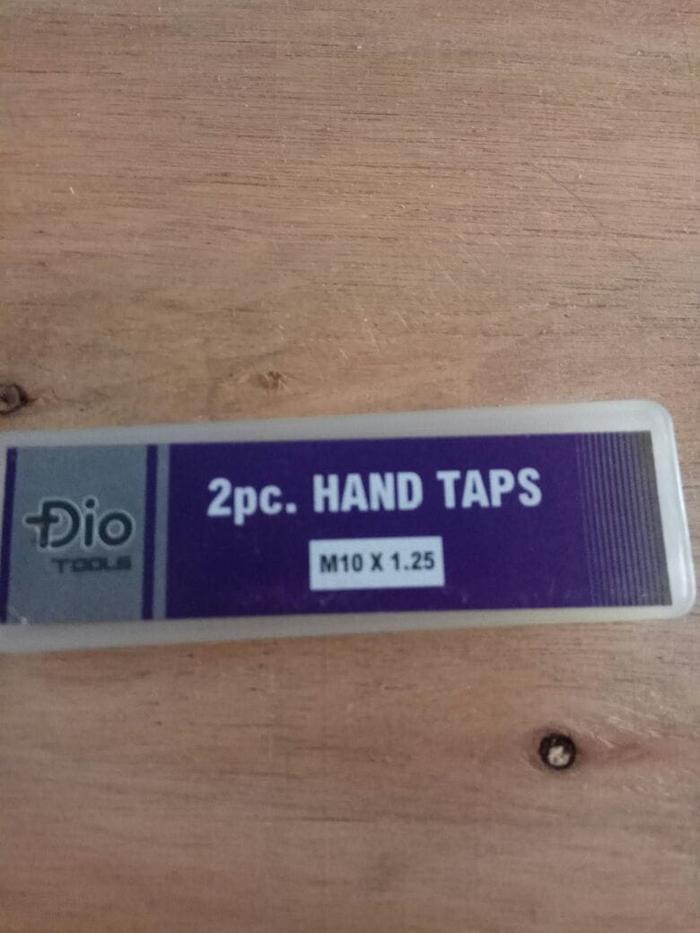 Dio
TOOLS
2pc. HAND TAPS
M10 X 1.25